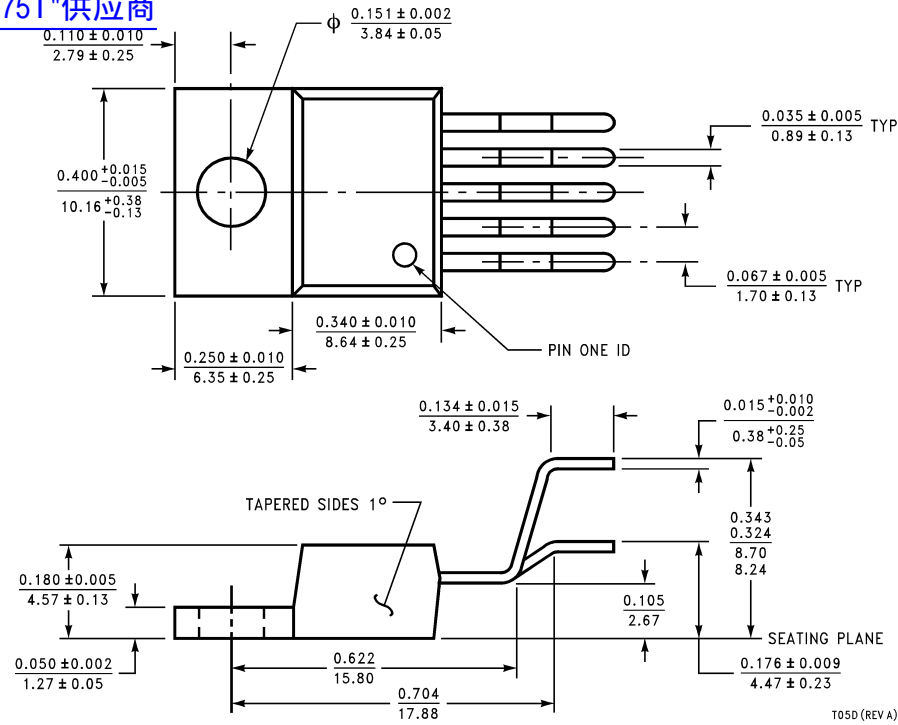 751"供应商
ϕ 0.151 ± 0.002
3.84 ± 0.05
0.110 ± 0.010
2.79 ± 0.25
0.035 ± 0.005
0.89 ± 0.13
TYP
0.400 +0.015 -0.005
10.16 +0.38 -0.13
0.067 ± 0.005
1.70 ± 0.13
TYP
0.340 ± 0.010
8.64 ± 0.25
PIN ONE ID
0.250 ± 0.010
6.35 ± 0.25
0.134 ± 0.015
3.40 ± 0.38
0.015 +0.010 -0.002
0.38 +0.25 -0.05
TAPERED SIDES 1°
0.343
0.324
8.70
8.24
0.180 ± 0.005
4.57 ± 0.13
0.105
2.67
SEATING PLANE
0.050 ± 0.002
1.27 ± 0.05
0.622
15.80
0.176 ± 0.009
4.47 ± 0.23
0.704
17.88
T05D (REV A)